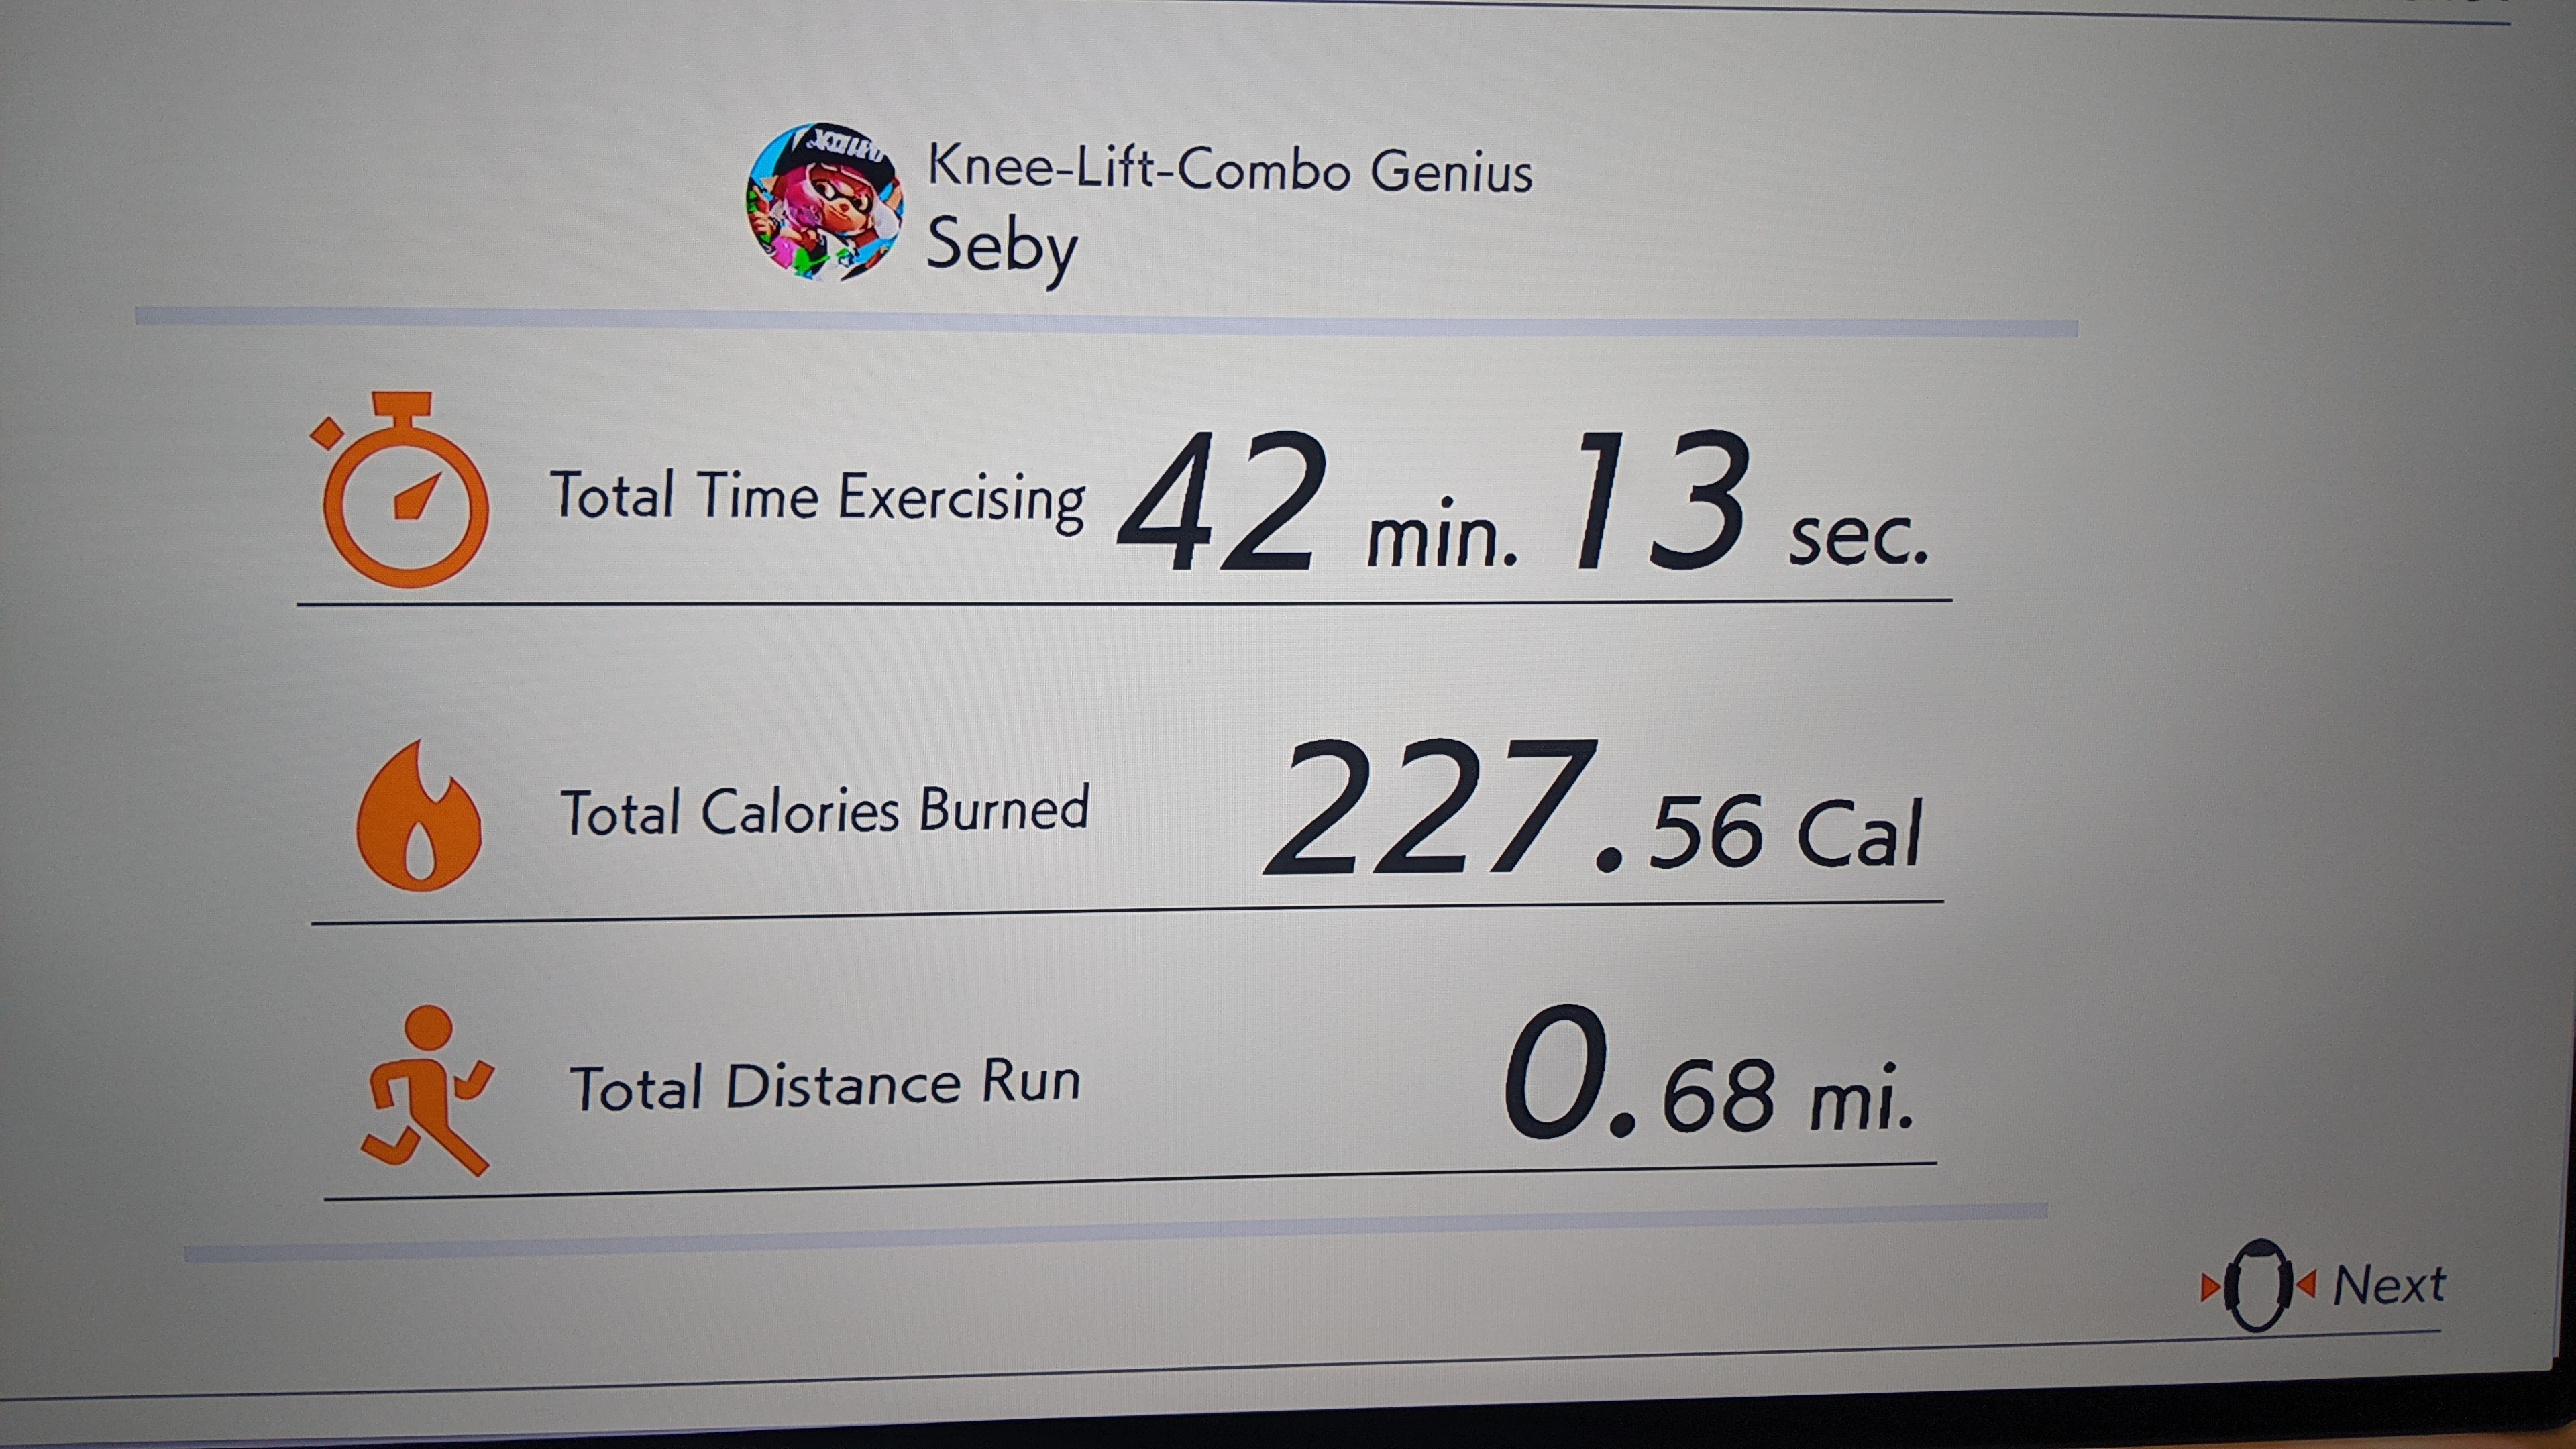 Knee-Lift-Combo Genius
Seby
Total Time Exercising 42 min. 13 sec.
Total Calories Burned 227.56 Cal
Total Distance Run 0.68 mi.
Next